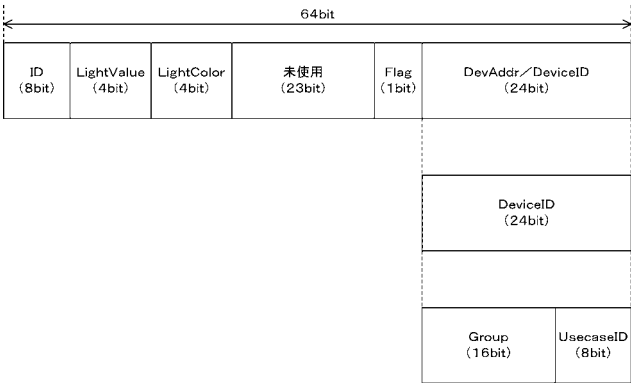 64bit
ID
(8bit)
LightValue
(4bit)
LightColor
(4bit)
未使用
(23bit)
Flag
(1bit)
DevAddr／DeviceID
(24bit)
DeviceID
(24bit)
Group
(16bit)
UsecaseID
(8bit)